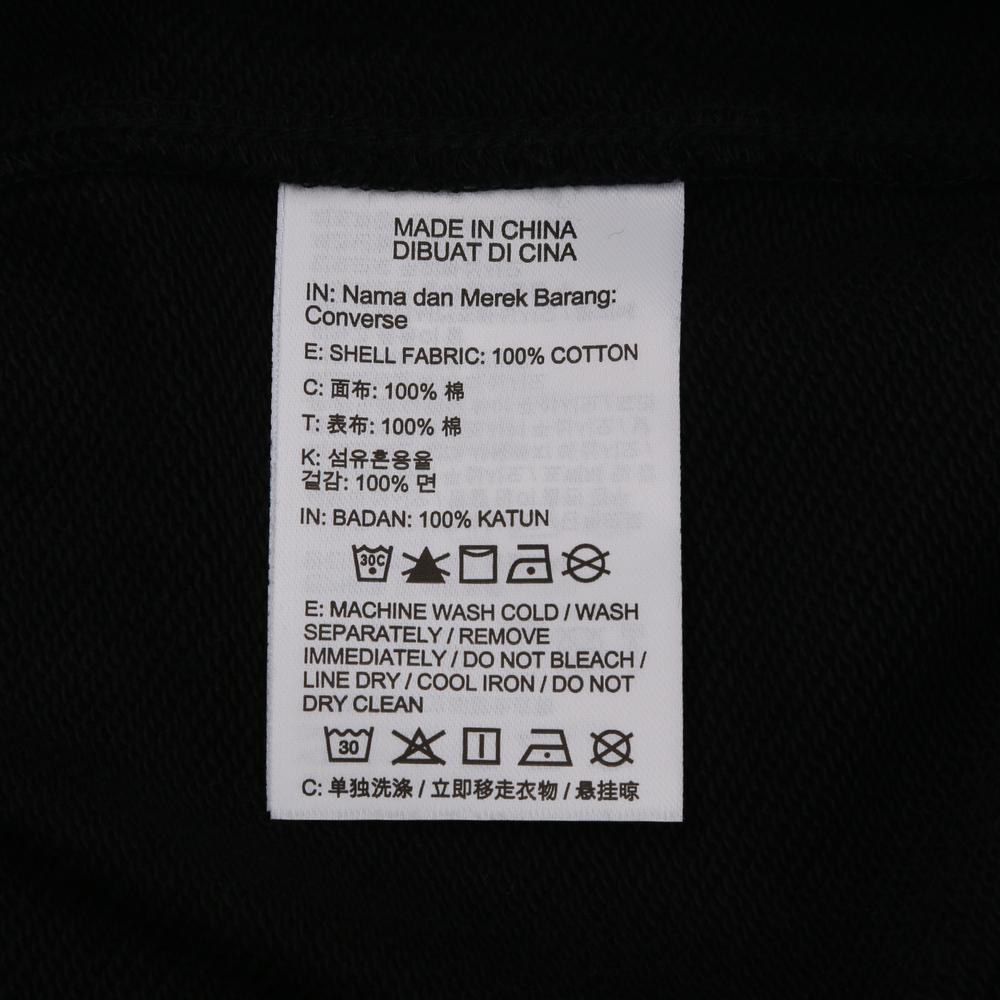 MADE IN CHINA
DIBUAT DI CINA
IN: Nama dan Merek Barang:
Converse
E: SHELL FABRIC: 100% COTTON
C: 面布: 100% 棉
T: 表布: 100% 棉
K: 섬유혼용율
겉감: 100% 면
IN: BADAN: 100% KATUN
30C
E: MACHINE WASH COLD / WASH
SEPARATELY / REMOVE
IMMEDIATELY / DO NOT BLEACH /
LINE DRY / COOL IRON / DO NOT
DRY CLEAN
30
C: 单独洗涤 / 立即移走衣物 / 悬挂晾